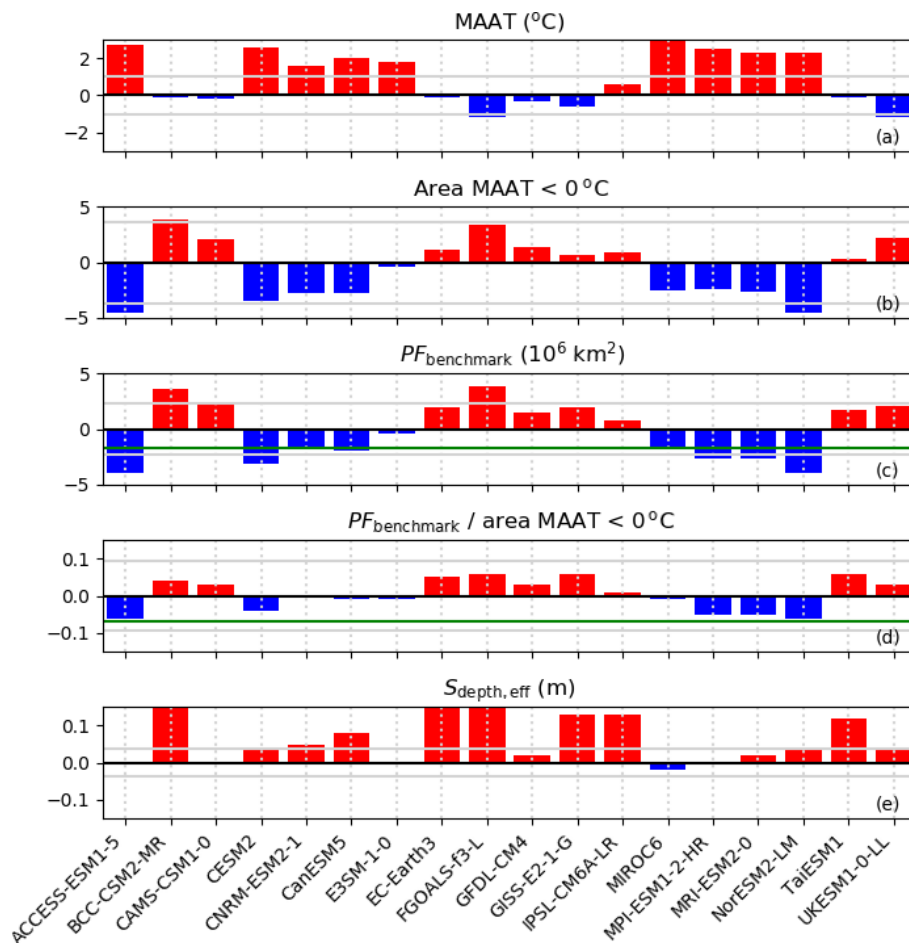 MAAT (°C)
2
0
−2
(a)
Area MAAT < 0 °C
5
0
−5
(b)
PF_benchmark (10⁶ km²)
5
0
−5
(c)
PF_benchmark / area MAAT < 0 °C
0.1
0.0
−0.1
(d)
S_depth, eff (m)
0.1
0.0
−0.1
(e)
ACCESS-ESM1-5
BCC-CSM2-MR
CAMS-CSM1-0
CESM2
CNRM-ESM2-1
CanESM5
E3SM-1-0
EC-Earth3
FGOALS-f3-L
GFDL-CM4
GISS-E2-1-G
IPSL-CM6A-LR
MIROC6
MPI-ESM1-2-HR
MRI-ESM2-0
NorESM2-LM
TaiESM1
UKESM1-0-LL